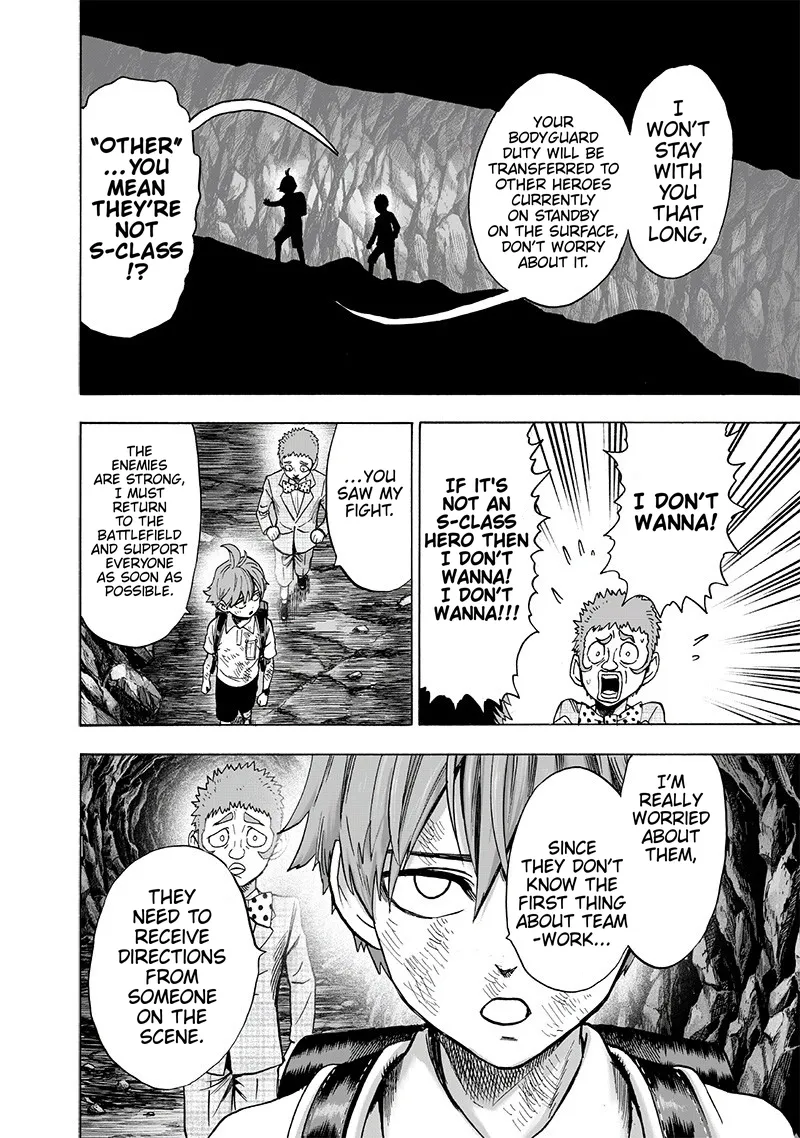 I
WON'T
STAY
WITH
YOU
THAT
LONG,
YOUR
BODYGUARD
DUTY WILL BE
TRANSFERRED TO
OTHER HEROES
CURRENTLY
ON STANDBY
ON THE SURFACE,
DON'T WORRY
ABOUT IT.
"OTHER"
...YOU
MEAN
THEY'RE
NOT
S-CLASS
!?
I DON'T
WANNA!
IF IT'S
NOT AN
S-CLASS
HERO THEN
I DON'T
WANNA!
I DON'T
WANNA!!!
...YOU
SAW MY
FIGHT.
THE
ENEMIES
ARE STRONG,
I MUST
RETURN
TO THE
BATTLEFIELD
AND SUPPORT
EVERYONE
AS SOON AS
POSSIBLE.
I'M
REALLY
WORRIED
ABOUT
THEM,
SINCE
THEY DON'T
KNOW THE
FIRST THING
ABOUT TEAM
-WORK...
THEY
NEED TO
RECEIVE
DIRECTIONS
FROM
SOMEONE
ON THE
SCENE.